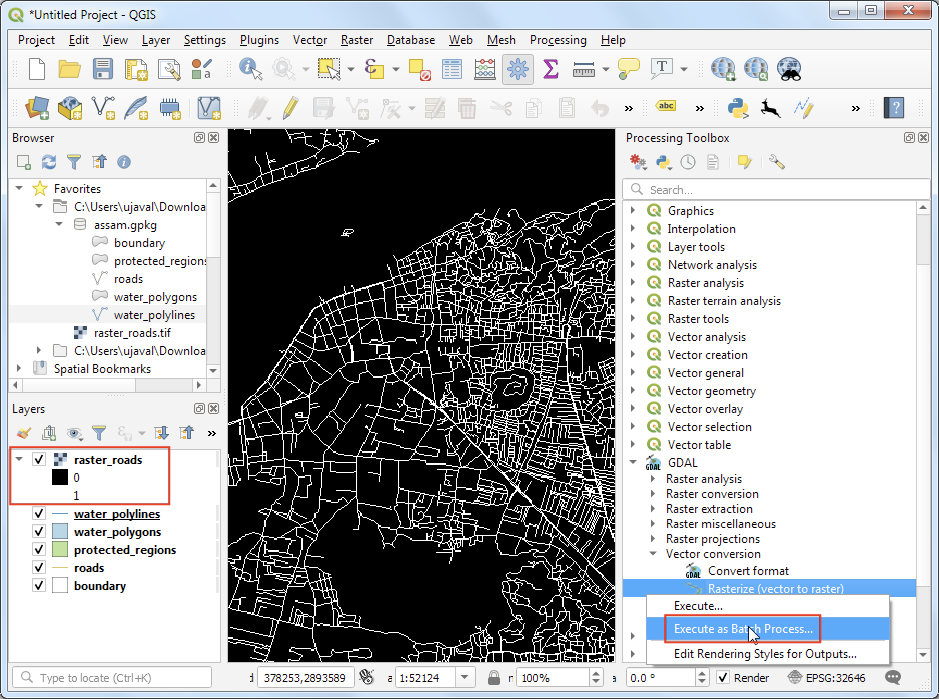 *Untitled Project - QGIS
Project Edit View Layer Settings Plugins Vector Raster Database Web Mesh Processing Help
T
» abc » »
Browser
Favorites
C:\Users\ujaval\Downloa
assam.gpkg
boundary
protected_regions
roads
water_polygons
water_polylines
raster_roads.tif
C:\Users\ujaval\Downloa
Spatial Bookmarks
Layers
»
raster_roads
0
1
water_polylines
water_polygons
protected_regions
roads
boundary
Processing Toolbox
Search...
Graphics
Interpolation
Layer tools
Network analysis
Raster analysis
Raster terrain analysis
Raster tools
Vector analysis
Vector creation
Vector general
Vector geometry
Vector overlay
Vector selection
Vector table
GDAL GDAL
Raster analysis
Raster conversion
Raster extraction
Raster miscellaneous
Raster projections
Vector conversion
GDAL Convert format
Rasterize (vector to raster)
Execute...
Execute as Batch Process...
Edit Rendering Styles for Outputs...
Type to locate (Ctrl+K)
378253,2893589 a 1:52124 100% a 0.0 ° Render EPSG:32646